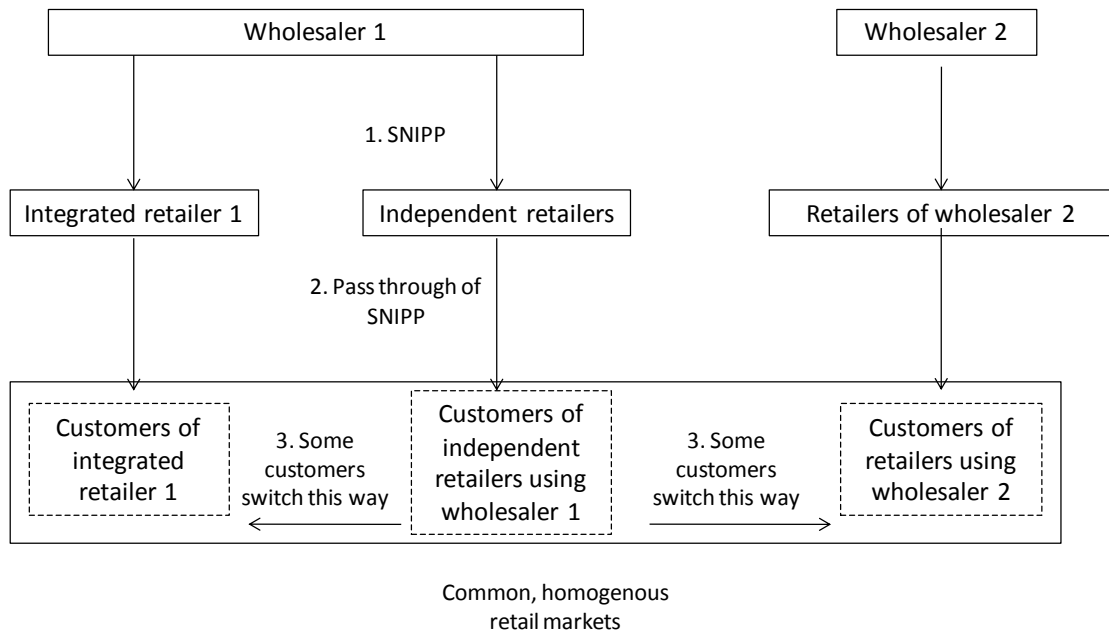 Wholesaler 1
Wholesaler 2
1. SNIPP
Integrated retailer 1
Independent retailers
Retailers of wholesaler 2
2. Pass through of
SNIPP
Customers of
integrated
retailer 1
3. Some
customers
switch this way
Customers of
independent
retailers using
wholesaler 1
3. Some
customers
switch this way
Customers of
retailers using
wholesaler 2
Common, homogenous
retail markets